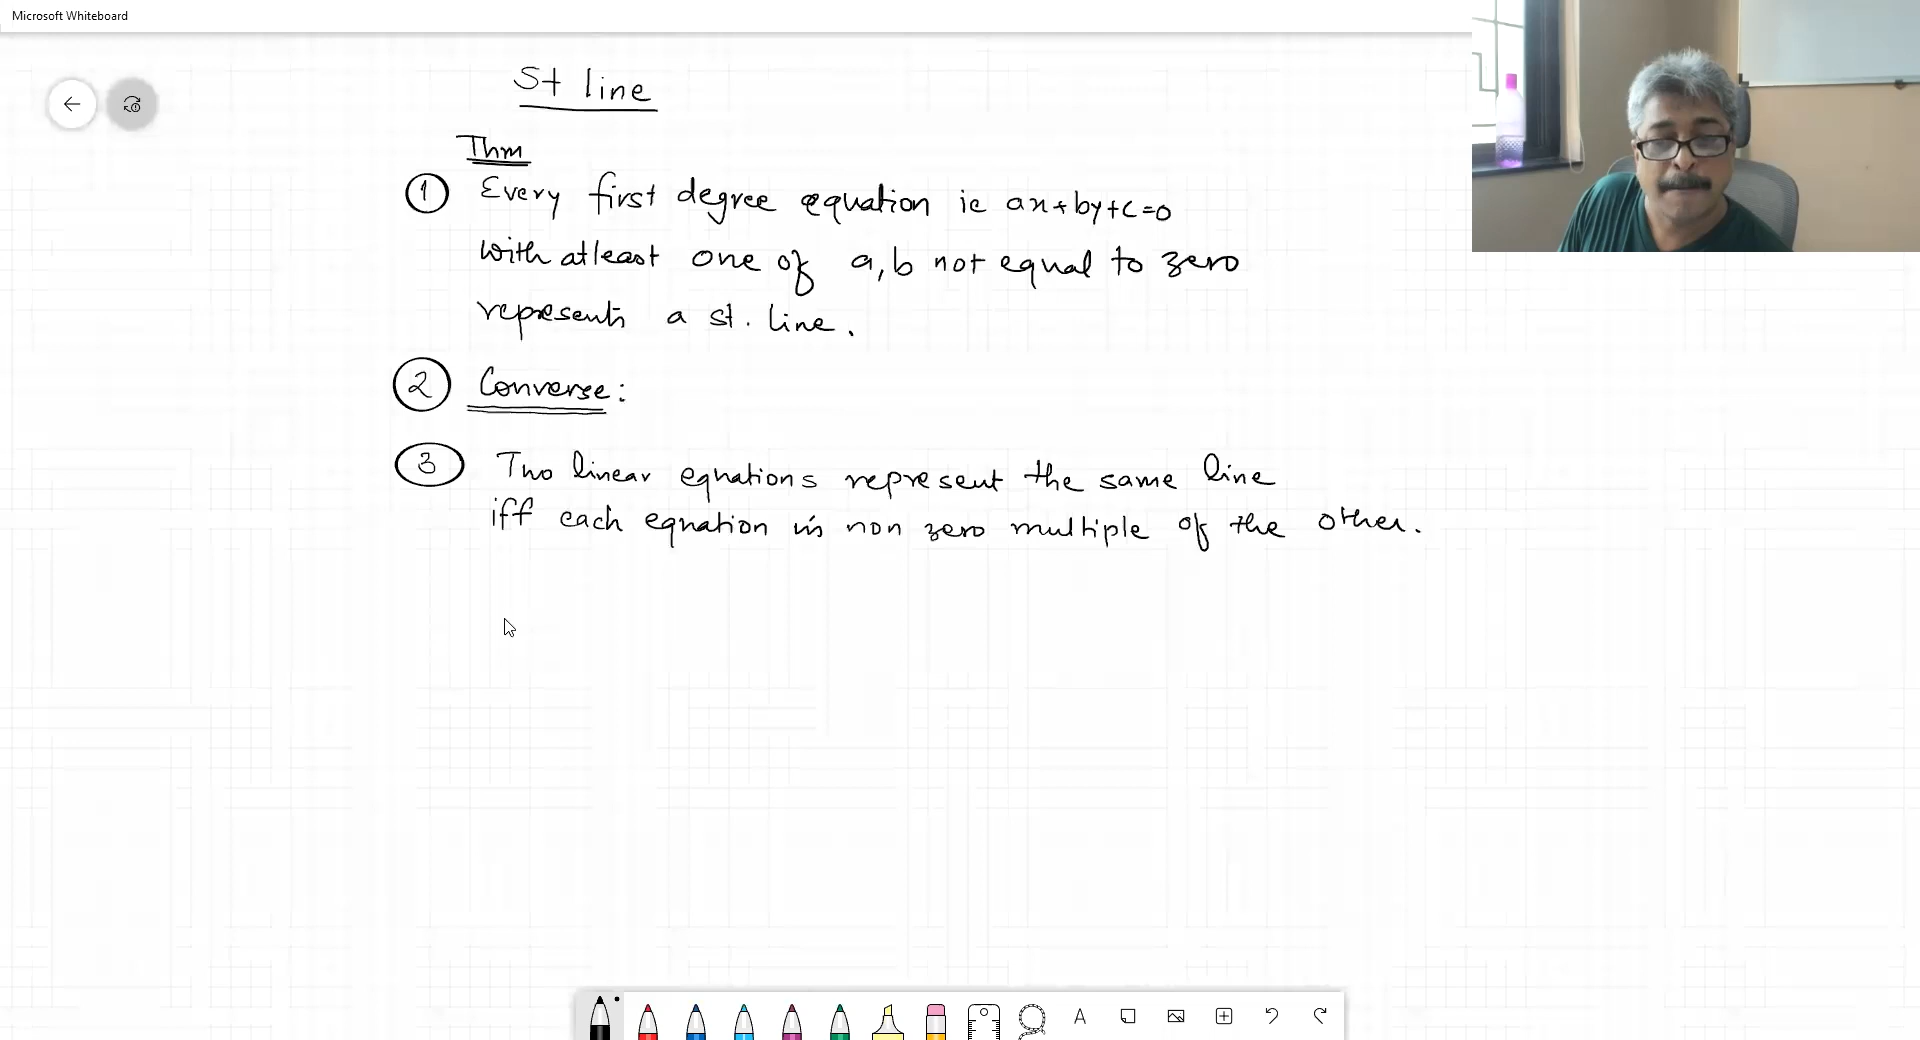 Microsoft Whiteboard
St line
Thm
1 Every first degree equation ie ax+by+c=0
with atleast one of a, b not equal to zero
represents a st. line.
2 Converse:
3 Two linear equations represent the same line
iff each equation is non zero multiple of the other.
A